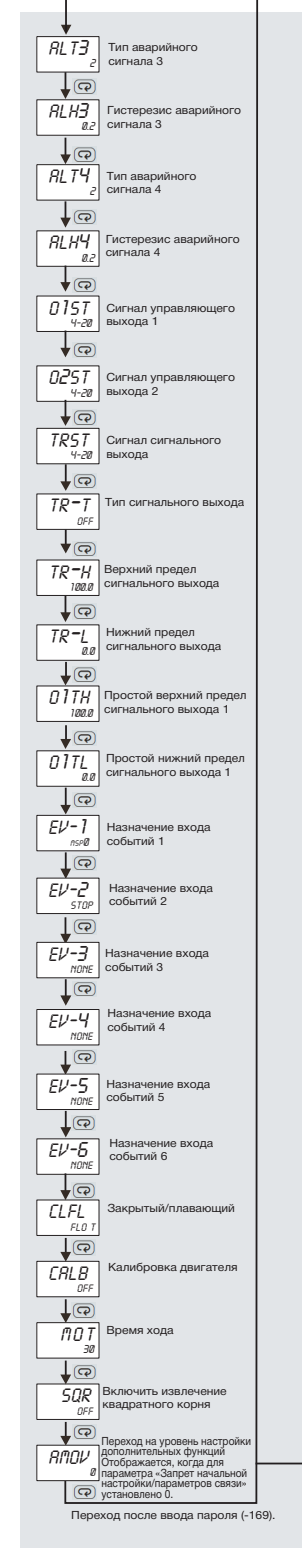 ALT3
2
Тип аварийного
сигнала 3
ALH3
0.2
Гистерезис аварийного
сигнала 3
ALT4
2
Тип аварийного
сигнала 4
ALH4
0.2
Гистерезис аварийного
сигнала 4
O1ST
4-20
Сигнал управляющего
выхода 1
O2ST
4-20
Сигнал управляющего
выхода 2
TRST
4-20
Сигнал сигнального
выхода
TR-T
OFF
Тип сигнального выхода
TR-H
100.0
Верхний предел
сигнального выхода
TR-L
0.0
Нижний предел
сигнального выхода
O1TH
100.0
Простой верхний предел
сигнального выхода 1
O1TL
0.0
Простой нижний предел
сигнального выхода 1
EV-1
MSP0
Назначение входа
событий 1
EV-2
STOP
Назначение входа
событий 2
EV-3
NONE
Назначение входа
событий 3
EV-4
NONE
Назначение входа
событий 4
EV-5
NONE
Назначение входа
событий 5
EV-6
NONE
Назначение входа
событий 6
CLFL
FLOT
Закрытый/плавающий
CALB
OFF
Калибровка двигателя
MOT
30
Время хода
SQR
OFF
Включить извлечение
квадратного корня
AMOV
0
Переход на уровень настройки
дополнительных функций
Отображается, когда для
параметра «Запрет начальной
настройки/параметров связи»
установлено 0.
Переход после ввода пароля (-169).